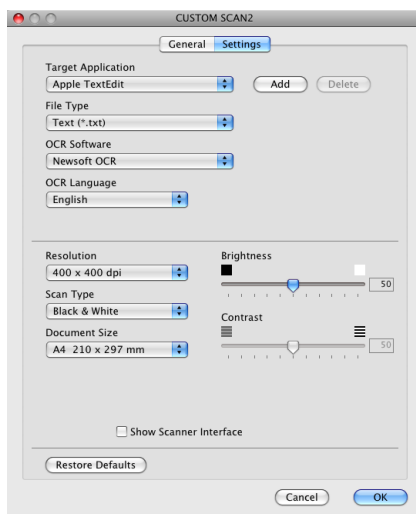 CUSTOM SCAN2
General Settings
Target Application
Apple TextEdit Add Delete
File Type
Text (*.txt)
OCR Software
Newsoft OCR
OCR Language
English
Resolution Brightness
400 x 400 dpi 50
Scan Type
Black & White
Contrast
Document Size
A4 210 x 297 mm 50
Show Scanner Interface
Restore Defaults
Cancel OK